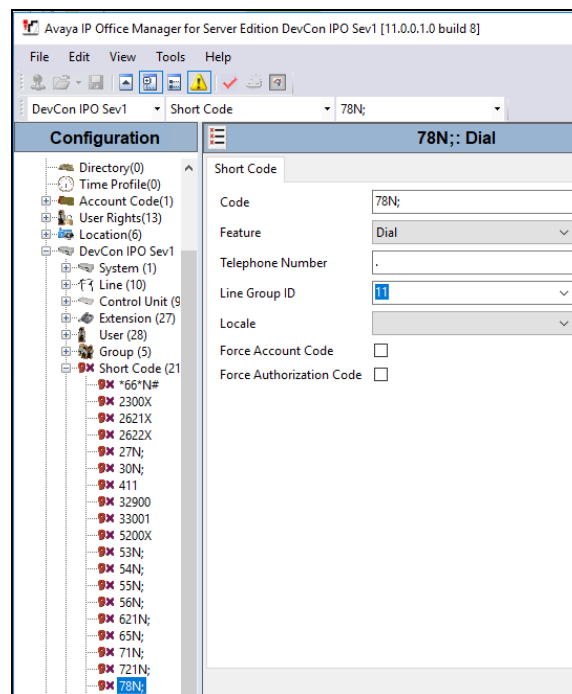 Avaya IP Office Manager for Server Edition DevCon IPO Sev1 [11.0.0.1.0 build 8]
File Edit View Tools Help
DevCon IPO Sev1 Short Code 78N;
Configuration
78N;: Dial
Directory(0)
Time Profile(0)
Account Code(1)
User Rights(13)
Location(6)
DevCon IPO Sev1
System (1)
Line (10)
Control Unit (9
Extension (27)
User (28)
Group (5)
Short Code (21
*66*N#
2300X
2621X
2622X
27N;
30N;
411
32900
33001
5200X
53N;
54N;
55N;
56N;
621N;
65N;
71N;
721N;
78N;
Short Code
Code 78N;
Feature Dial
Telephone Number .
Line Group ID 11
Locale
Force Account Code
Force Authorization Code